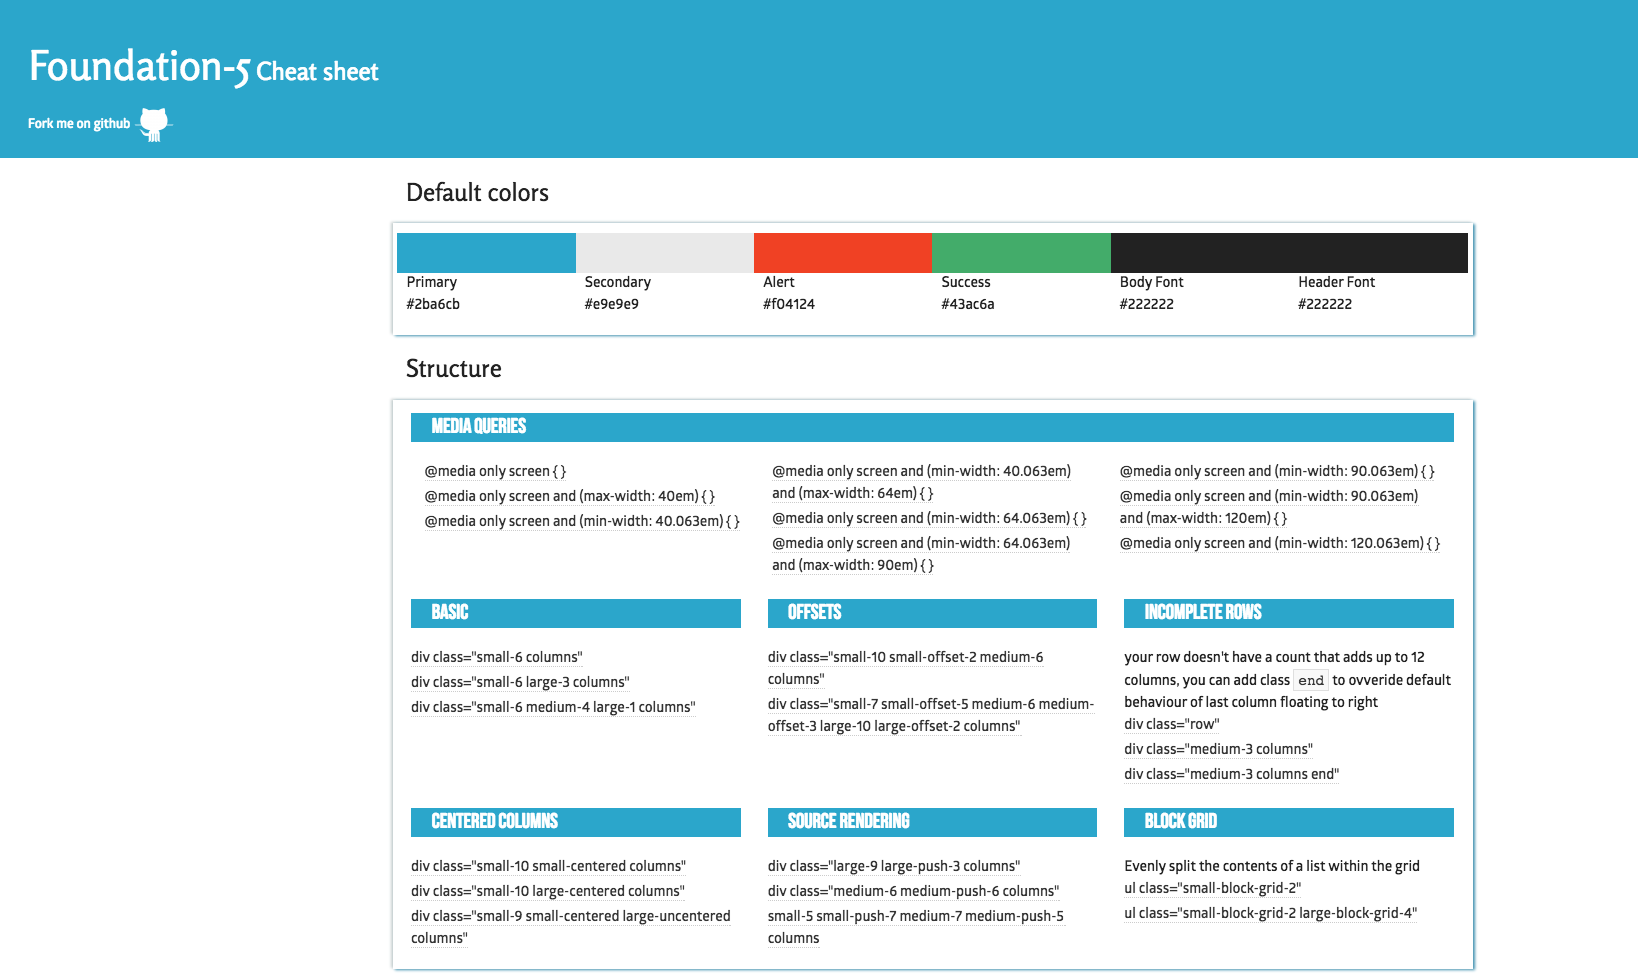 Foundation-5 Cheat sheet
Fork me on github
Default colors
Primary
#2ba6cb
Secondary
#e9e9e9
Alert
#f04124
Success
#43ac6a
Body Font
#222222
Header Font
#222222
Structure
MEDIA QUERIES
@media only screen { }
@media only screen and (max-width: 40em) { }
@media only screen and (min-width: 40.063em) { }
@media only screen and (min-width: 40.063em)
and (max-width: 64em) { }
@media only screen and (min-width: 64.063em) { }
@media only screen and (min-width: 64.063em)
and (max-width: 90em) { }
@media only screen and (min-width: 90.063em) { }
@media only screen and (min-width: 90.063em)
and (max-width: 120em) { }
@media only screen and (min-width: 120.063em) { }
BASIC
div class="small-6 columns"
div class="small-6 large-3 columns"
div class="small-6 medium-4 large-1 columns"
OFFSETS
div class="small-10 small-offset-2 medium-6
columns"
div class="small-7 small-offset-5 medium-6 medium-
offset-3 large-10 large-offset-2 columns"
INCOMPLETE ROWS
your row doesn't have a count that adds up to 12
columns, you can add class end to ovveride default
behaviour of last column floating to right
div class="row"
div class="medium-3 columns"
div class="medium-3 columns end"
CENTERED COLUMNS
div class="small-10 small-centered columns"
div class="small-10 large-centered columns"
div class="small-9 small-centered large-uncentered
columns"
SOURCE RENDERING
div class="large-9 large-push-3 columns"
div class="medium-6 medium-push-6 columns"
small-5 small-push-7 medium-7 medium-push-5
columns
BLOCK GRID
Evenly split the contents of a list within the grid
ul class="small-block-grid-2"
ul class="small-block-grid-2 large-block-grid-4"